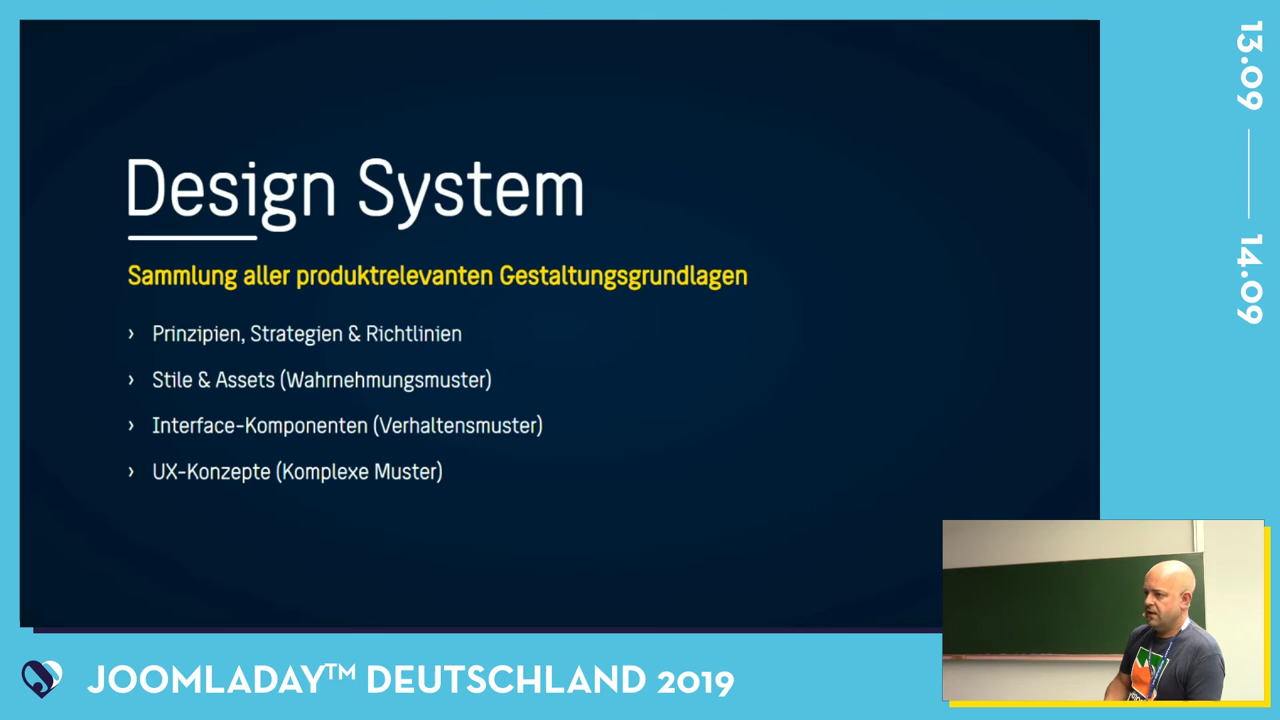 Design System
Sammlung aller produktrelevanten Gestaltungsgrundlagen
› Prinzipien, Strategien & Richtlinien
› Stile & Assets (Wahrnehmungsmuster)
› Interface-Komponenten (Verhaltensmuster)
› UX-Konzepte (Komplexe Muster)
13.09
14.09
JOOMLADAY™ DEUTSCHLAND 2019